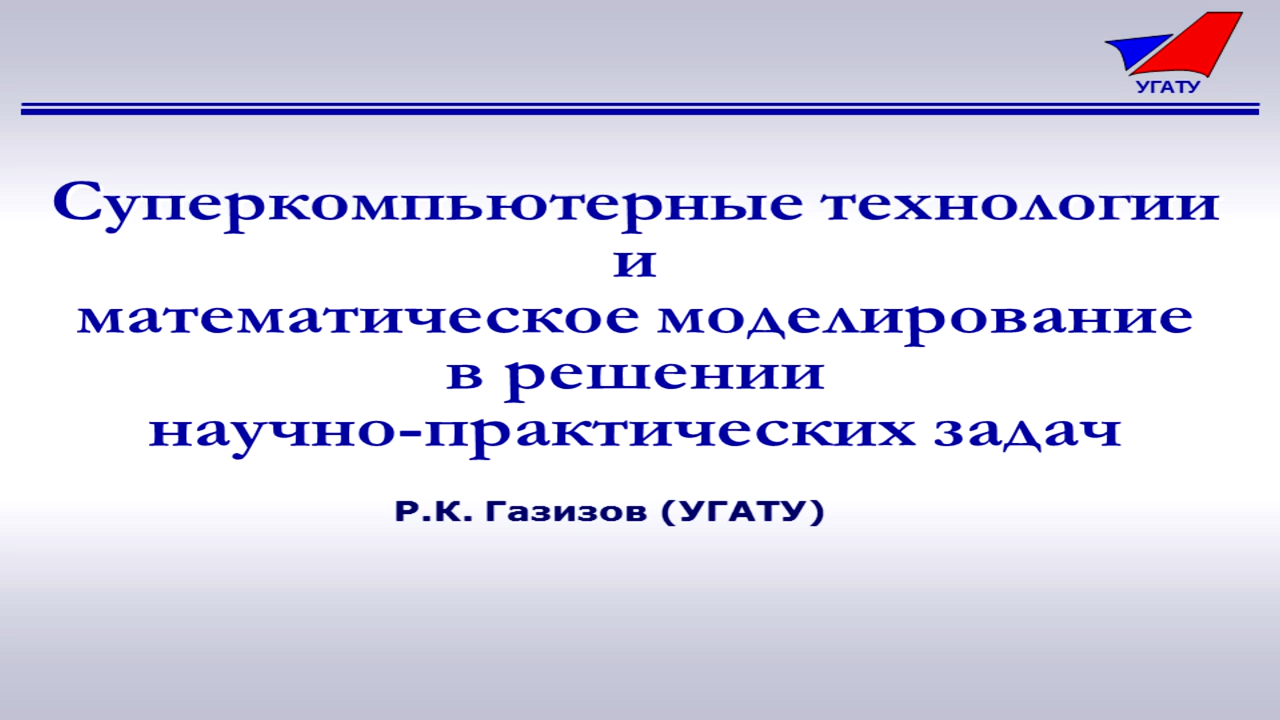 УГАТУ
Суперкомпьютерные технологии
и
математическое моделирование
в решении
научно-практических задач
Р.К. Газизов (УГАТУ)